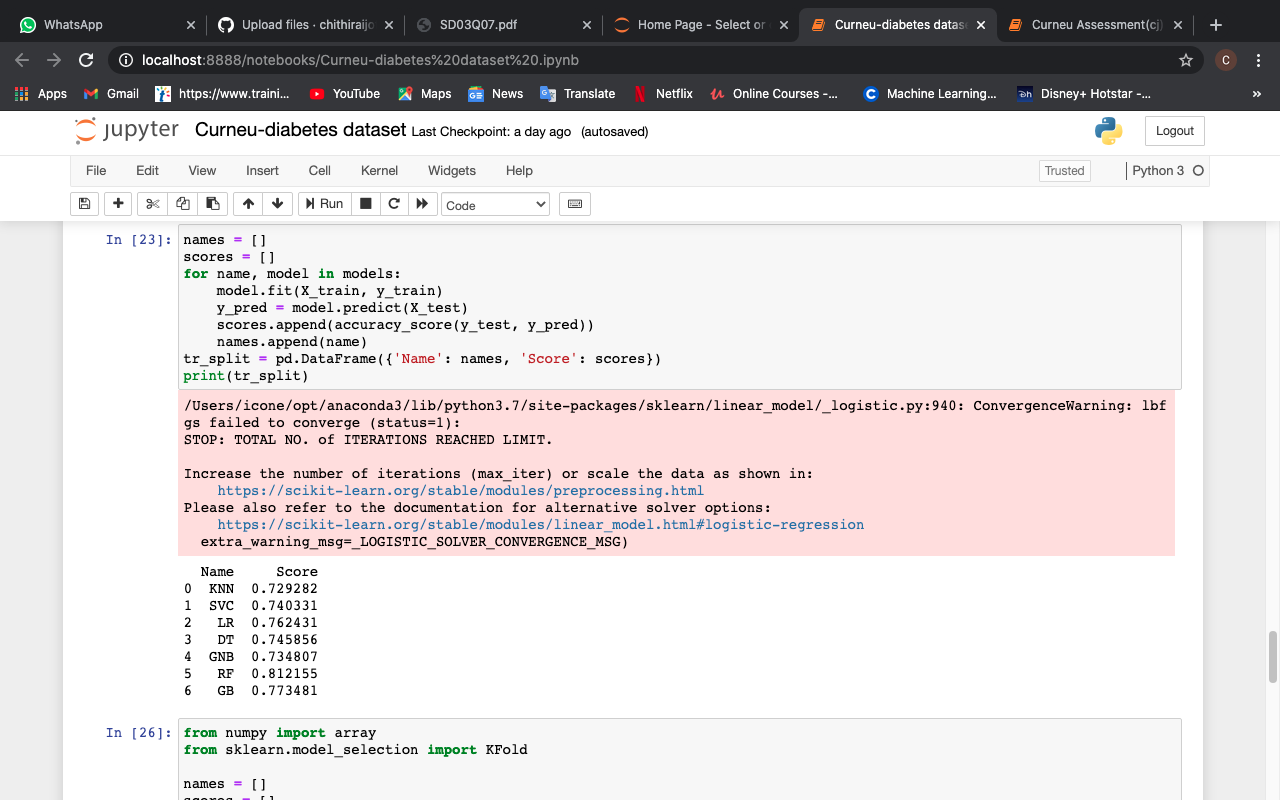 WhatsApp
Upload files · chithiraijo
SD03Q07.pdf
Home Page - Select or
Curneu-diabetes datase
Curneu Assessment(cj)
localhost:8888/notebooks/Curneu-diabetes%20dataset%20.ipynb
C
Apps
Gmail
https://www.traini...
YouTube
Maps
News
Translate
Netflix
Online Courses -...
Machine Learning...
Disney+ Hotstar -...
»
jupyter Curneu-diabetes dataset Last Checkpoint: a day ago (autosaved)
Logout
File Edit View Insert Cell Kernel Widgets Help
Trusted
Python 3
Run
Code
In [23]: names = []
scores = []
for name, model in models:
    model.fit(X_train, y_train)
    y_pred = model.predict(X_test)
    scores.append(accuracy_score(y_test, y_pred))
    names.append(name)
tr_split = pd.DataFrame({'Name': names, 'Score': scores})
print(tr_split)
/Users/icone/opt/anaconda3/lib/python3.7/site-packages/sklearn/linear_model/_logistic.py:940: ConvergenceWarning: lbf
gs failed to converge (status=1):
STOP: TOTAL NO. of ITERATIONS REACHED LIMIT.
Increase the number of iterations (max_iter) or scale the data as shown in:
    https://scikit-learn.org/stable/modules/preprocessing.html
Please also refer to the documentation for alternative solver options:
    https://scikit-learn.org/stable/modules/linear_model.html#logistic-regression
  extra_warning_msg=_LOGISTIC_SOLVER_CONVERGENCE_MSG)
  Name     Score
0  KNN  0.729282
1  SVC  0.740331
2   LR  0.762431
3   DT  0.745856
4  GNB  0.734807
5   RF  0.812155
6   GB  0.773481
In [26]: from numpy import array
from sklearn.model_selection import KFold
names = []
scores = []